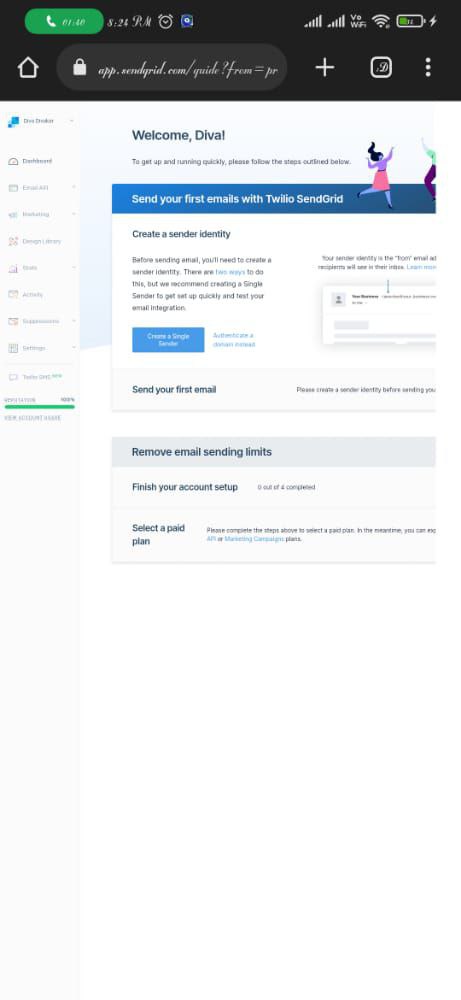 01:40 8:24 PM Vo WiFi
app.sendgrid.com/guide?from=pr :D
Diva Dhakar
Dashboard
Email API
Marketing
Design Library
Stats
Activity
Suppressions
Settings
Twilio SMS NEW
REPUTATION 100%
VIEW ACCOUNT USAGE
Welcome, Diva!
To get up and running quickly, please follow the steps outlined below.
Send your first emails with Twilio SendGrid
Create a sender identity
Before sending email, you'll need to create a
sender identity. There are two ways to do
this, but we recommend creating a Single
Sender to get set up quickly and test your
email integration.
Create a Single
Sender
Authenticate a
domain instead
Your sender identity is the "from" email ad
recipients will see in their inbox. Learn mor
Your Business
Send your first email
Please create a sender identity before sending you
Remove email sending limits
Finish your account setup
0 out of 4 completed
Select a paid
plan
Please complete the steps above to select a paid plan. In the meantime, you can exp
API or Marketing Campaigns plans.